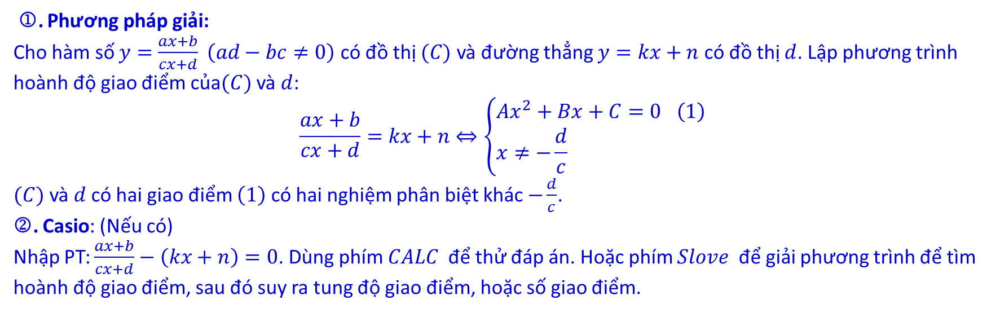 ①. Phương pháp giải:
Cho hàm số $y = \frac{ax+b}{cx+d}$ $(ad - bc \neq 0)$ có đồ thị $(C)$ và đường thẳng $y = kx + n$ có đồ thị $d$. Lập phương trình
hoành độ giao điểm của$(C)$ và $d$:
$\frac{ax+b}{cx+d} = kx + n \Leftrightarrow \begin{cases} Ax^2 + Bx + C = 0 \quad (1) \\ x \neq -\frac{d}{c} \end{cases}$
$(C)$ và $d$ có hai giao điểm $(1)$ có hai nghiệm phân biệt khác $-\frac{d}{c}$.
②. Casio: (Nếu có)
Nhập PT: $\frac{ax+b}{cx+d} - (kx + n) = 0$. Dùng phím $CALC$ để thử đáp án. Hoặc phím $Slove$ để giải phương trình để tìm
hoành độ giao điểm, sau đó suy ra tung độ giao điểm, hoặc số giao điểm.